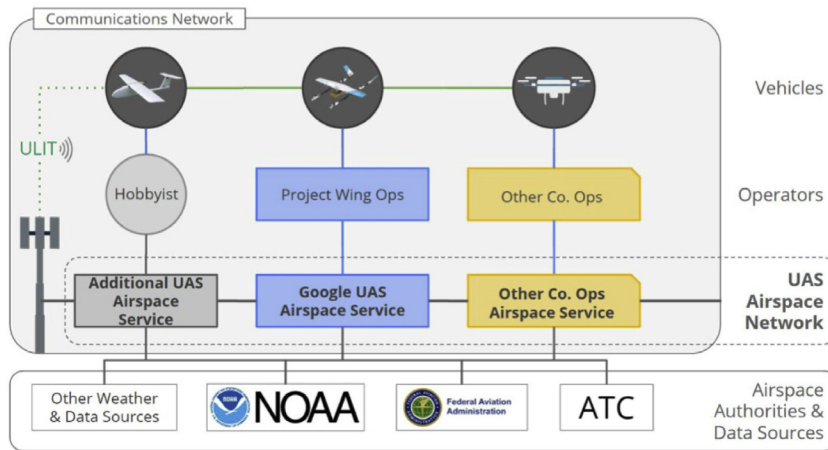 Communications Network
Vehicles
ULIT
Hobbyist
Project Wing Ops
Other Co. Ops
Operators
Additional UAS
Airspace
Service
Google UAS
Airspace Service
Other Co. Ops
Airspace Service
UAS
Airspace
Network
Other Weather
& Data Sources
NOAA
Federal Aviation
Administration
ATC
Airspace
Authorities &
Data Sources